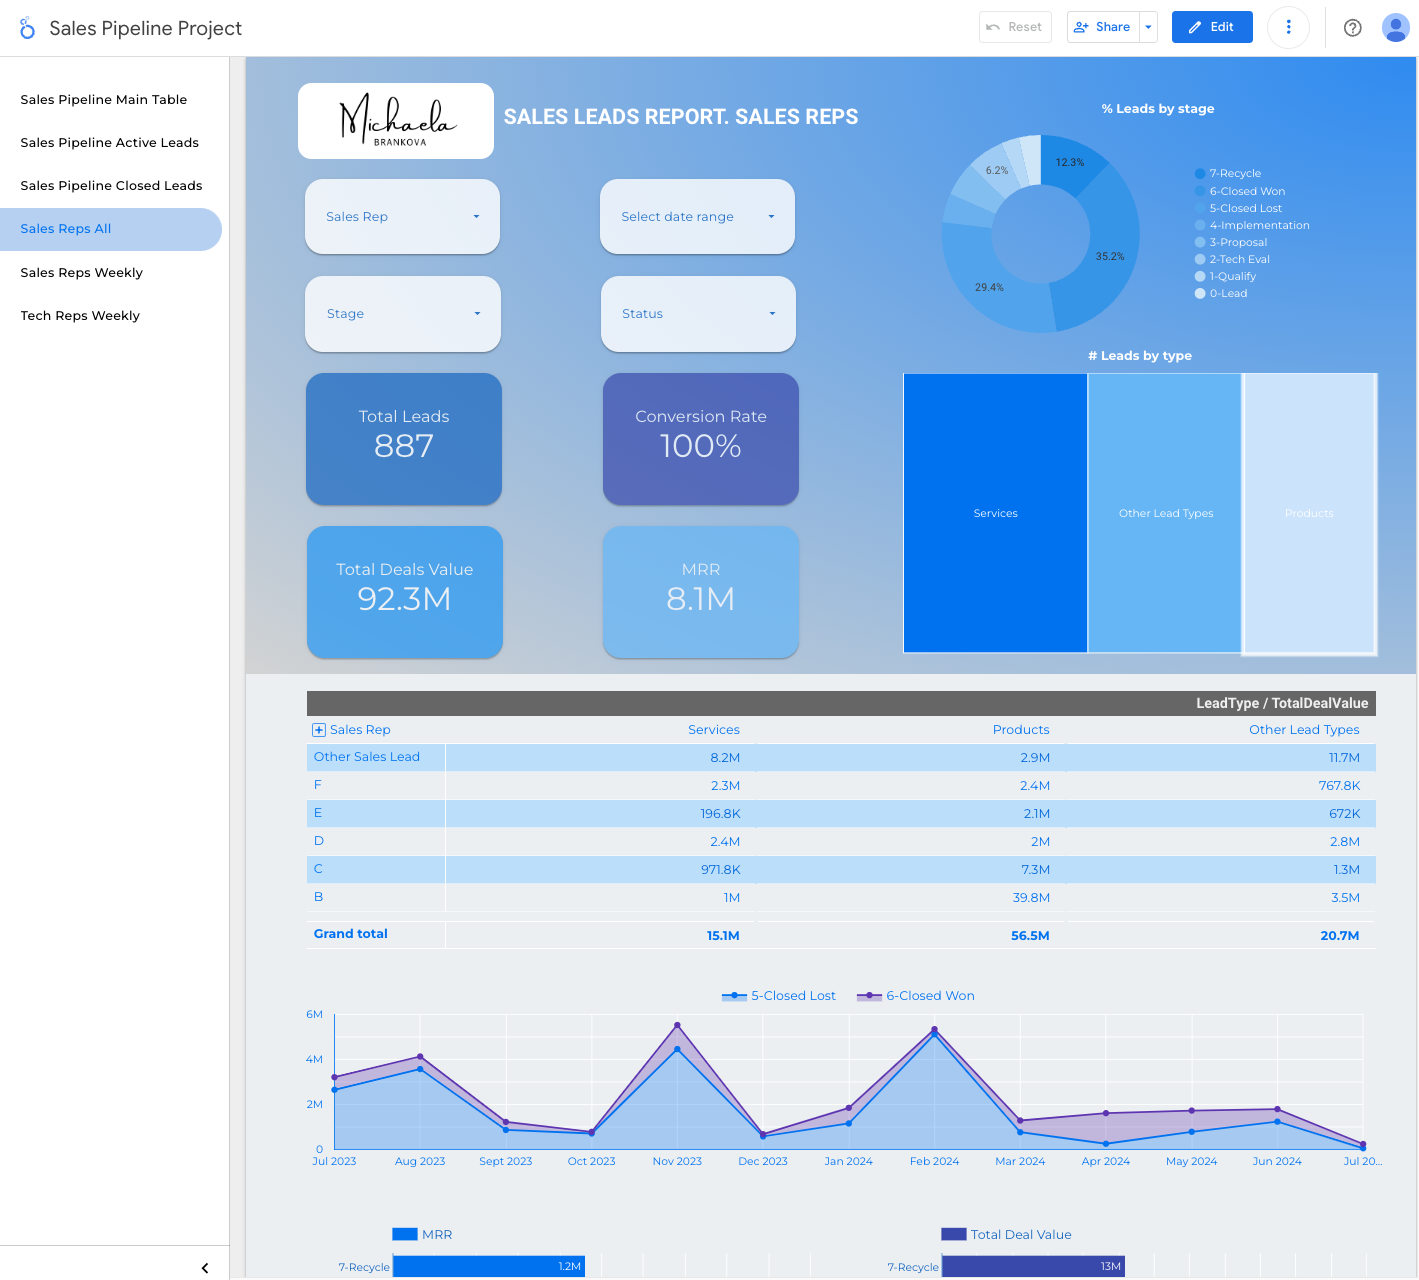 Sales Pipeline Project
Reset
Share
Edit
Sales Pipeline Main Table
Sales Pipeline Active Leads
Sales Pipeline Closed Leads
Sales Reps All
Sales Reps Weekly
Tech Reps Weekly
Michaela
BRANKOVA
SALES LEADS REPORT. SALES REPS
Sales Rep
Select date range
Stage
Status
Total Leads
887
Conversion Rate
100%
Total Deals Value
92.3M
MRR
8.1M
% Leads by stage
12.3%
35.2%
29.4%
6.2%
7-Recycle
6-Closed Won
5-Closed Lost
4-Implementation
3-Proposal
2-Tech Eval
1-Qualify
0-Lead
# Leads by type
Services
Other Lead Types
Products
LeadType / TotalDealValue
Sales Rep Services Products Other Lead Types
Other Sales Lead 8.2M 2.9M 11.7M
F 2.3M 2.4M 767.8K
E 196.8K 2.1M 672K
D 2.4M 2M 2.8M
C 971.8K 7.3M 1.3M
B 1M 39.8M 3.5M
Grand total 15.1M 56.5M 20.7M
5-Closed Lost 6-Closed Won
6M
4M
2M
0
Jul 2023 Aug 2023 Sept 2023 Oct 2023 Nov 2023 Dec 2023 Jan 2024 Feb 2024 Mar 2024 Apr 2024 May 2024 Jun 2024 Jul 20...
MRR
7-Recycle 1.2M
Total Deal Value
7-Recycle 13M